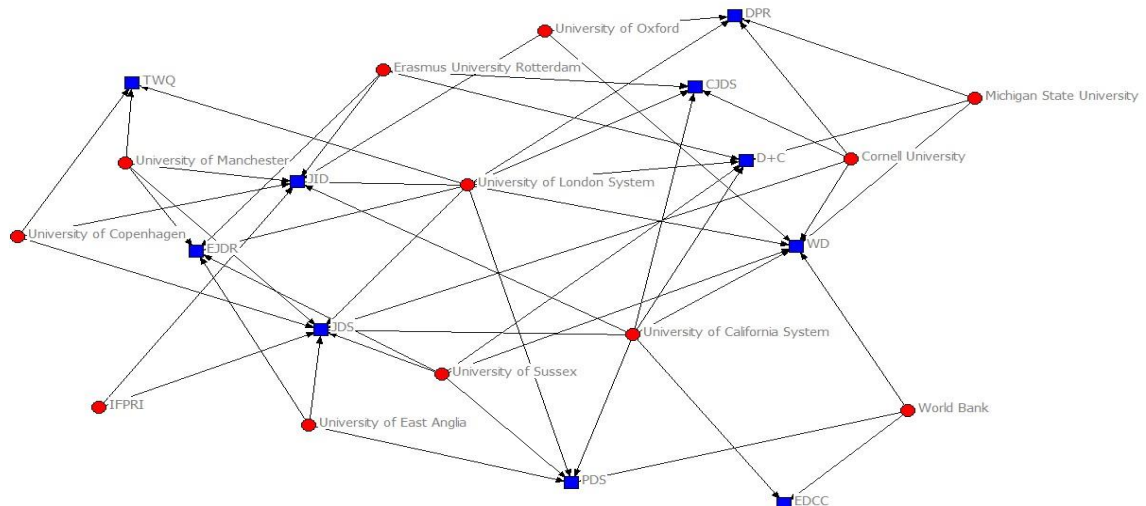 DPR
University of Oxford
Erasmus University Rotterdam
TWQ
CJDS
Michigan State University
University of Manchester
D+C
Cornell University
JID
University of London System
University of Copenhagen
EJDR
WD
JDS
University of California System
University of Sussex
IFPRI
World Bank
University of East Anglia
PDS
EDCC